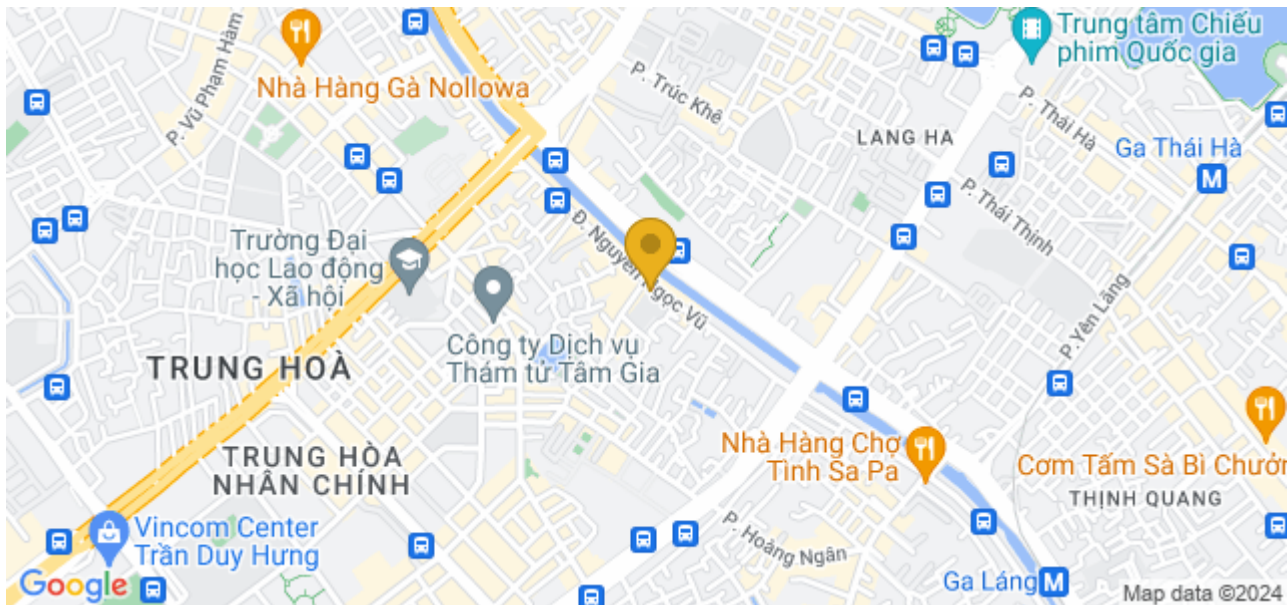 Trung tâm Chiếu
phim Quốc gia
P. Vũ Phạm Hàm
Nhà Hàng Gà Nollowa
P. Trúc Khê
P. Thái Hà
LANG HA
Ga Thái Hà
M
P. Thái Thịnh
Trường Đại
học Lao động
- Xã hội
Đ. Nguyễn Ngọc Vũ
Công ty Dịch vụ
Thám tử Tâm Gia
P. Yên Lãng
TRUNG HOÀ
TRUNG HÒA
NHÂN CHÍNH
Nhà Hàng Chợ
Tình Sa Pa
Cơm Tấm Sà Bì Chưởn
THỊNH QUANG
Vincom Center
Trần Duy Hưng
P. Hoàng Ngân
Ga Láng
M
Google
Map data ©2024